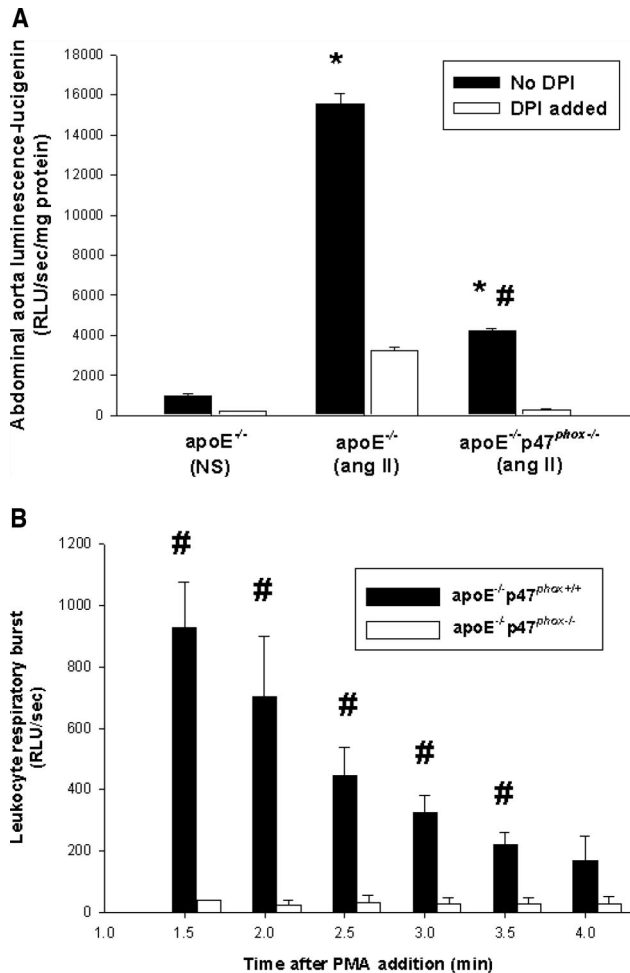 A
Abdominal aorta luminescence-lucigenin
(RLU/sec/mg protein)
18000
16000
14000
12000
10000
8000
6000
4000
2000
0
*
* #
No DPI
DPI added
apoE-/-
(NS)
apoE-/-
(ang II)
apoE-/-p47phox-/-
(ang II)
B
Leukocyte respiratory burst
(RLU/sec)
1200
1000
800
600
400
200
0
#
#
#
#
#
apoE-/-p47phox+/+
apoE-/-p47phox-/-
1.0 1.5 2.0 2.5 3.0 3.5 4.0
Time after PMA addition (min)